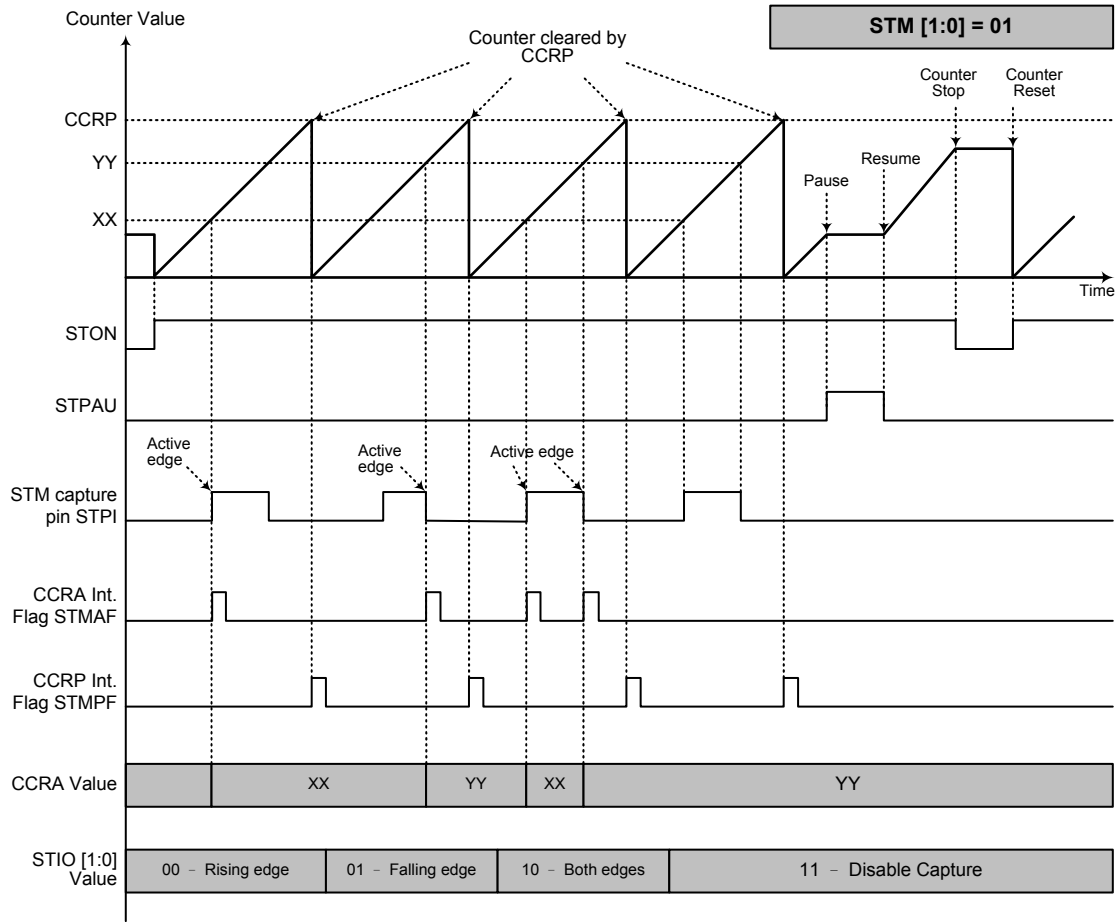 Counter Value
STM [1:0] = 01
Counter cleared by
CCRP
Counter
Stop
Counter
Reset
CCRP
YY
XX
Pause
Resume
Time
STON
STPAU
Active
edge
Active
edge
Active edge
STM capture
pin STPI
CCRA Int.
Flag STMAF
CCRP Int.
Flag STMPF
CCRA Value
XX
YY
XX
YY
STIO [1:0]
Value
00 – Rising edge
01 – Falling edge
10 – Both edges
11 – Disable Capture